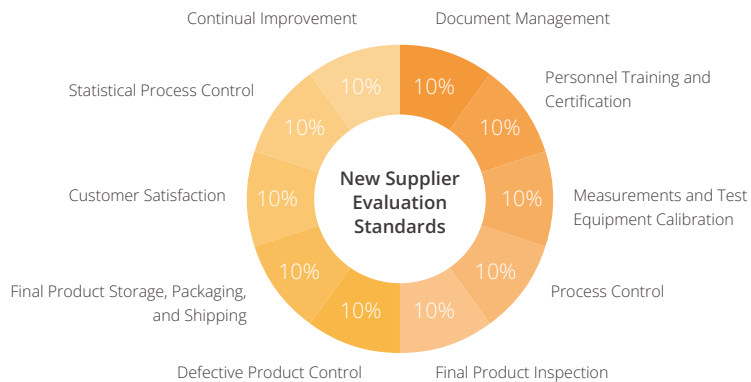 Continual Improvement
Document Management
Personnel Training and
Certification
Measurements and Test
Equipment Calibration
Process Control
Final Product Inspection
Defective Product Control
Final Product Storage, Packaging,
and Shipping
Customer Satisfaction
Statistical Process Control
10%
10%
10%
10%
10%
10%
10%
10%
10%
10%
New Supplier
Evaluation
Standards